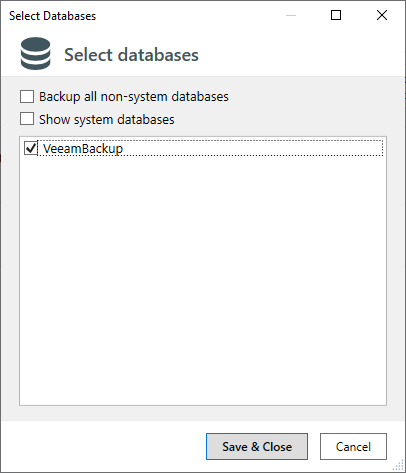 Select Databases
Select databases
Backup all non-system databases
Show system databases
VeeamBackup
Save & Close
Cancel